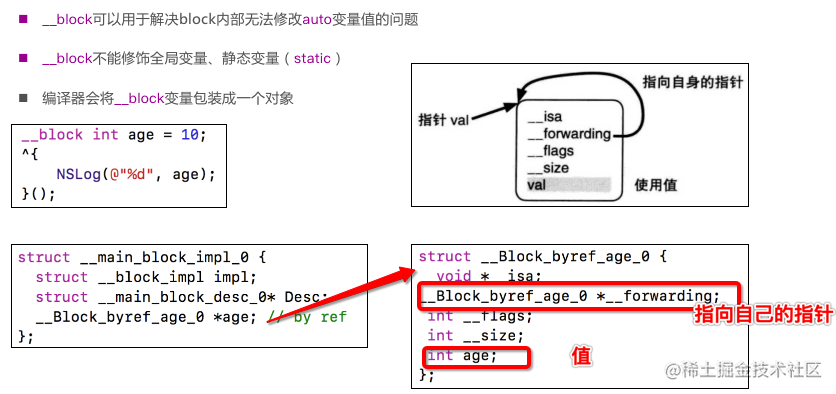 __block可以用于解决block内部无法修改auto变量值的问题
__block不能修饰全局变量、静态变量（static）
编译器会将__block变量包装成一个对象
__block int age = 10;
^{
    NSLog(@"%d", age);
}();
指向自身的指针
指针 val
__isa
__forwarding
__flags
__size
val
使用值
struct __main_block_impl_0 {
  struct __block_impl impl;
  struct __main_block_desc_0* Desc;
  __Block_byref_age_0 *age; // by ref
};
struct __Block_byref_age_0 {
  void *__isa;
__Block_byref_age_0 *__forwarding;
 int __flags;
 int __size;
 int age;
};
指向自己的指针
值
@稀土掘金技术社区